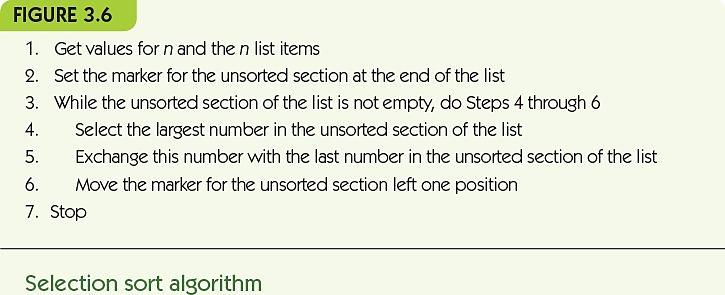 FIGURE 3.6
1. Get values for n and the n list items
2. Set the marker for the unsorted section at the end of the list
3. While the unsorted section of the list is not empty, do Steps 4 through 6
4. Select the largest number in the unsorted section of the list
5. Exchange this number with the last number in the unsorted section of the list
6. Move the marker for the unsorted section left one position
7. Stop
Selection sort algorithm